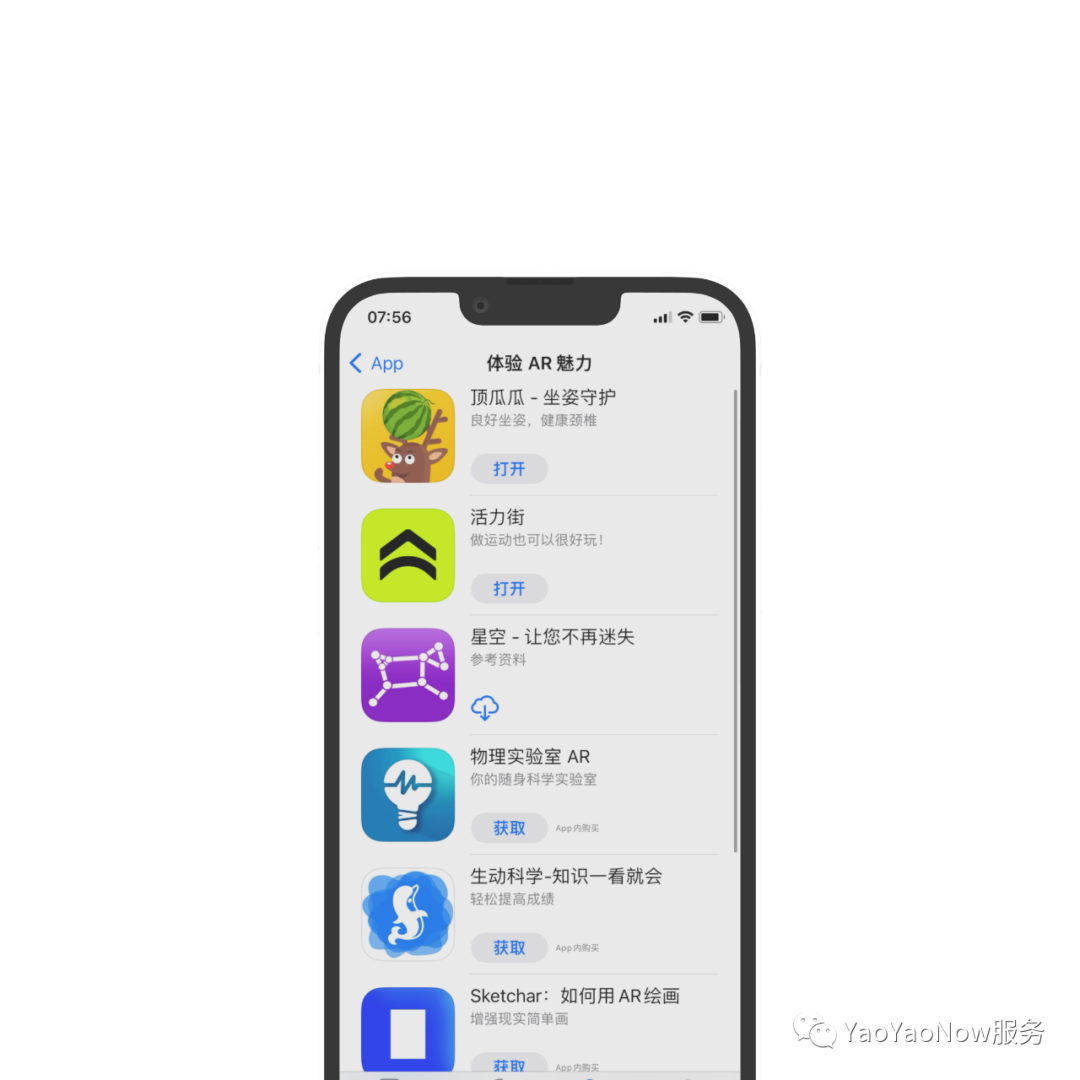 07:56
App
体验 AR 魅力
顶瓜瓜 - 坐姿守护
良好坐姿，健康颈椎
打开
活力街
做运动也可以很好玩！
打开
星空 - 让您不再迷失
参考资料
物理实验室 AR
你的随身科学实验室
获取 App内购买
生动科学-知识一看就会
轻松提高成绩
获取 App内购买
Sketchar：如何用 AR 绘画
增强现实简单画
获取 App内购买
YaoYaoNow服务